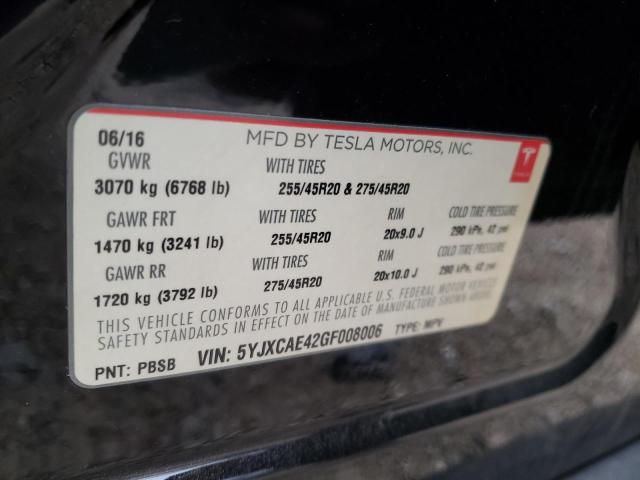 06/16 MFD BY TESLA MOTORS, INC.
GVWR WITH TIRES TESLA
3070 kg (6768 lb) 255/45R20 & 275/45R20
GAWR FRT WITH TIRES RIM COLD TIRE PRESSURE
1470 kg (3241 lb) 255/45R20 20x9.0 J 290 kPa, 42 psi
GAWR RR WITH TIRES RIM COLD TIRE PRESSURE
1720 kg (3792 lb) 275/45R20 20x10.0 J 290 kPa, 42 psi
THIS VEHICLE CONFORMS TO ALL APPLICABLE U.S. FEDERAL MOTOR VEHICLE
SAFETY STANDARDS IN EFFECT ON THE DATE OF MANUFACTURE SHOWN ABOVE.
PNT: PBSB VIN: 5YJXCAE42GF008006 TYPE: MPV